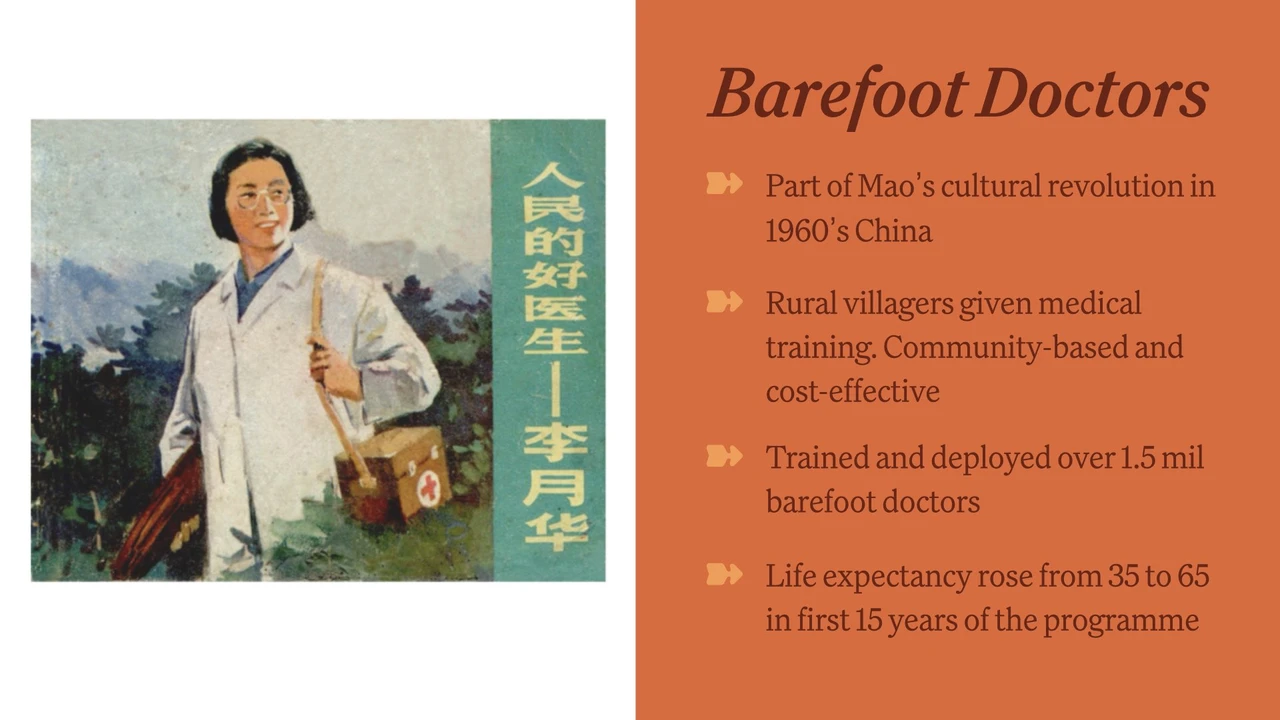 人民的好医生——李月华
Barefoot Doctors
Part of Mao’s cultural revolution in
1960’s China
Rural villagers given medical
training. Community-based and
cost-effective
Trained and deployed over 1.5 mil
barefoot doctors
Life expectancy rose from 35 to 65
in first 15 years of the programme